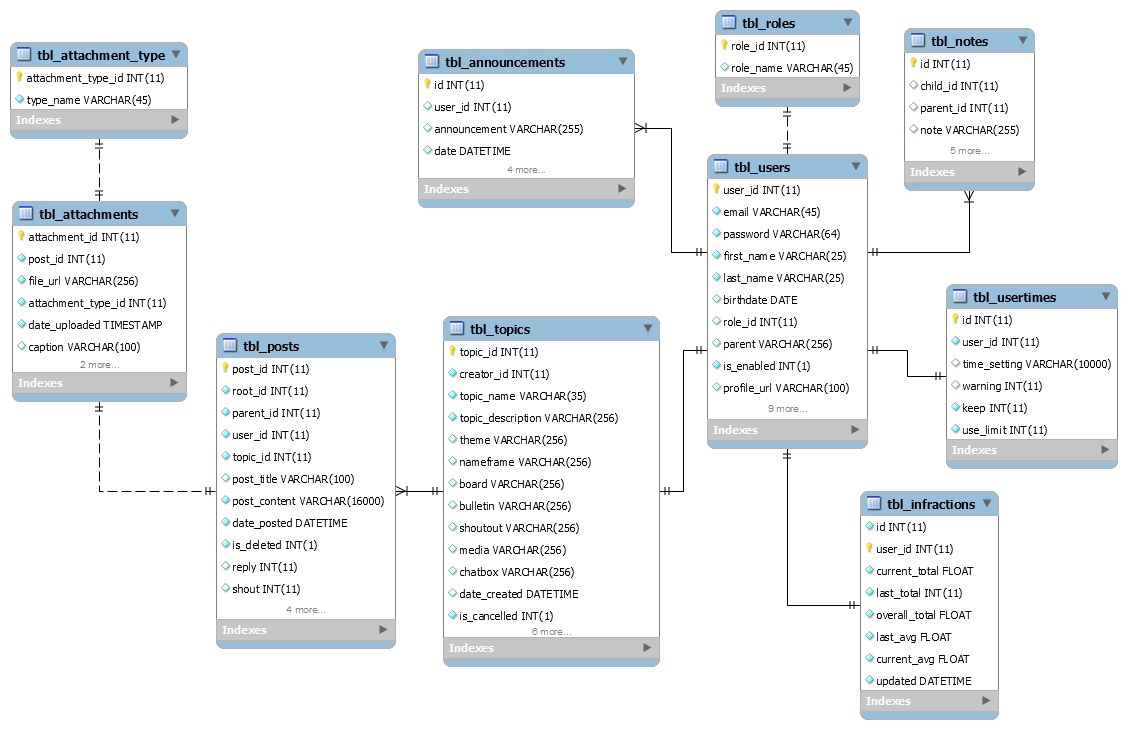 tbl_attachment_type
attachment_type_id INT(11)
type_name VARCHAR(45)
Indexes
tbl_attachments
attachment_id INT(11)
post_id INT(11)
file_url VARCHAR(256)
attachment_type_id INT(11)
date_uploaded TIMESTAMP
caption VARCHAR(100)
2 more...
Indexes
tbl_posts
post_id INT(11)
root_id INT(11)
parent_id INT(11)
user_id INT(11)
topic_id INT(11)
post_title VARCHAR(100)
post_content VARCHAR(16000)
date_posted DATETIME
is_deleted INT(1)
reply INT(11)
shout INT(11)
4 more...
Indexes
tbl_announcements
id INT(11)
user_id INT(11)
announcement VARCHAR(255)
date DATETIME
4 more...
Indexes
tbl_topics
topic_id INT(11)
creator_id INT(11)
topic_name VARCHAR(35)
topic_description VARCHAR(256)
theme VARCHAR(256)
nameframe VARCHAR(256)
board VARCHAR(256)
bulletin VARCHAR(256)
shoutout VARCHAR(256)
media VARCHAR(256)
chatbox VARCHAR(256)
date_created DATETIME
is_cancelled INT(1)
6 more...
Indexes
tbl_roles
role_id INT(11)
role_name VARCHAR(45)
Indexes
tbl_users
user_id INT(11)
email VARCHAR(45)
password VARCHAR(64)
first_name VARCHAR(25)
last_name VARCHAR(25)
birthdate DATE
role_id INT(11)
parent VARCHAR(256)
is_enabled INT(1)
profile_url VARCHAR(100)
9 more...
Indexes
tbl_notes
id INT(11)
child_id INT(11)
parent_id INT(11)
note VARCHAR(255)
5 more...
Indexes
tbl_usertimes
id INT(11)
user_id INT(11)
time_setting VARCHAR(10000)
warning INT(11)
keep INT(11)
use_limit INT(11)
Indexes
tbl_infractions
id INT(11)
user_id INT(11)
current_total FLOAT
last_total INT(11)
overall_total FLOAT
last_avg FLOAT
current_avg FLOAT
updated DATETIME
Indexes